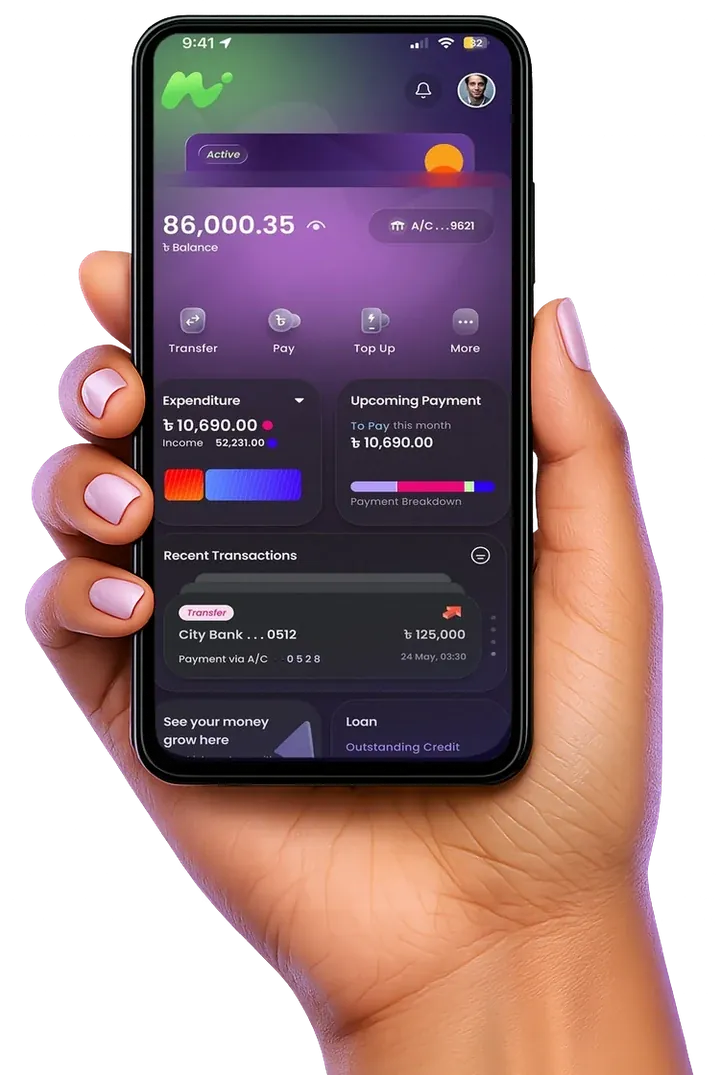 9:41
82
Active
86,000.35
A/C...9621
৳ Balance
Transfer
Pay
Top Up
More
Expenditure
৳ 10,690.00
Income 52,231.00
Upcoming Payment
To Pay this month
৳ 10,690.00
Payment Breakdown
Recent Transactions
Transfer
City Bank ... 0512
৳ 125,000
Payment via A/C 0528
24 May, 03:30
See your money
grow here
Loan
Outstanding Credit